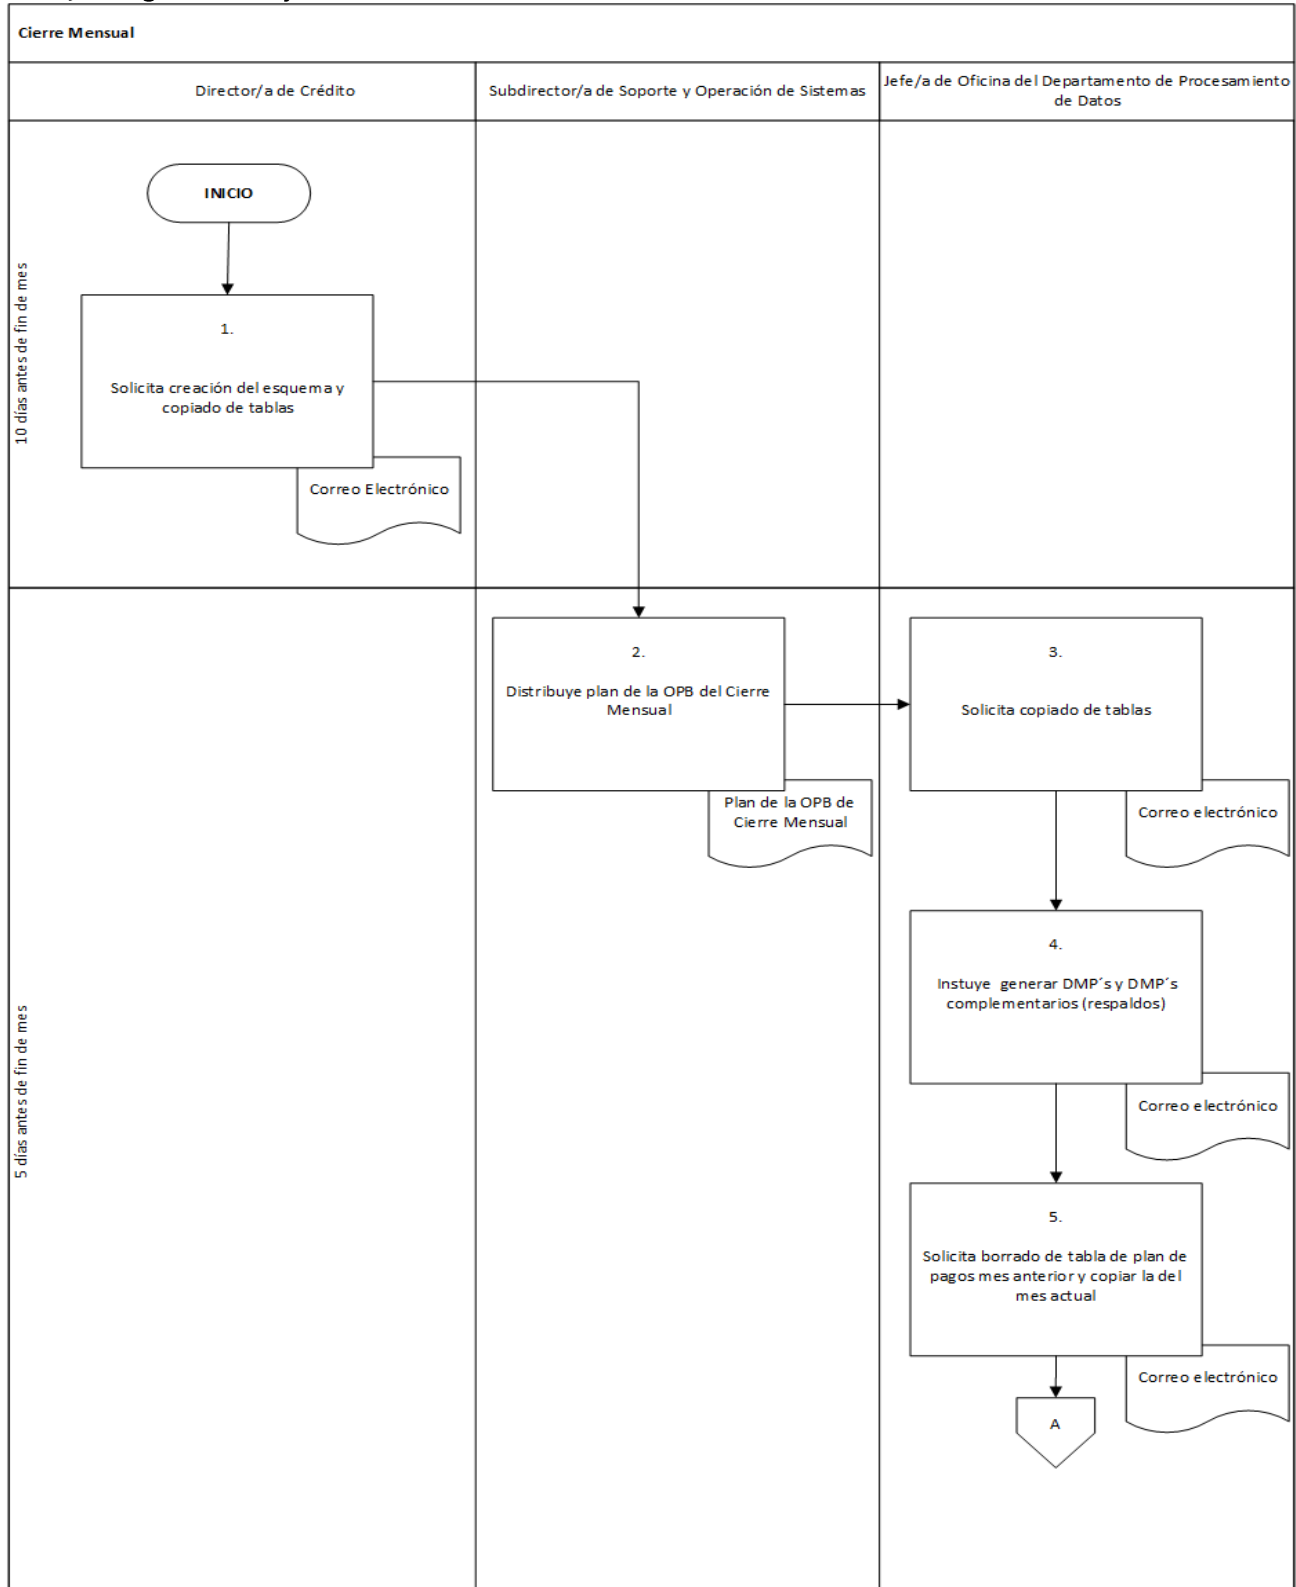 Cierre Mensual
Director/a de Crédito
Subdirector/a de Soporte y Operación de Sistemas
Jefe/a de Oficina del Departamento de Procesamiento
de Datos
10 días antes de fin de mes
INICIO
1.
Solicita creación del esquema y
copiado de tablas
Correo Electrónico
5 días antes de fin de mes
2.
Distribuye plan de la OPB del Cierre
Mensual
Plan de la OPB de
Cierre Mensual
3.
Solicita copiado de tablas
Correo electrónico
4.
Instuye generar DMP´s y DMP´s
complementarios (respaldos)
Correo electrónico
5.
Solicita borrado de tabla de plan de
pagos mes anterior y copiar la del
mes actual
Correo electrónico
A